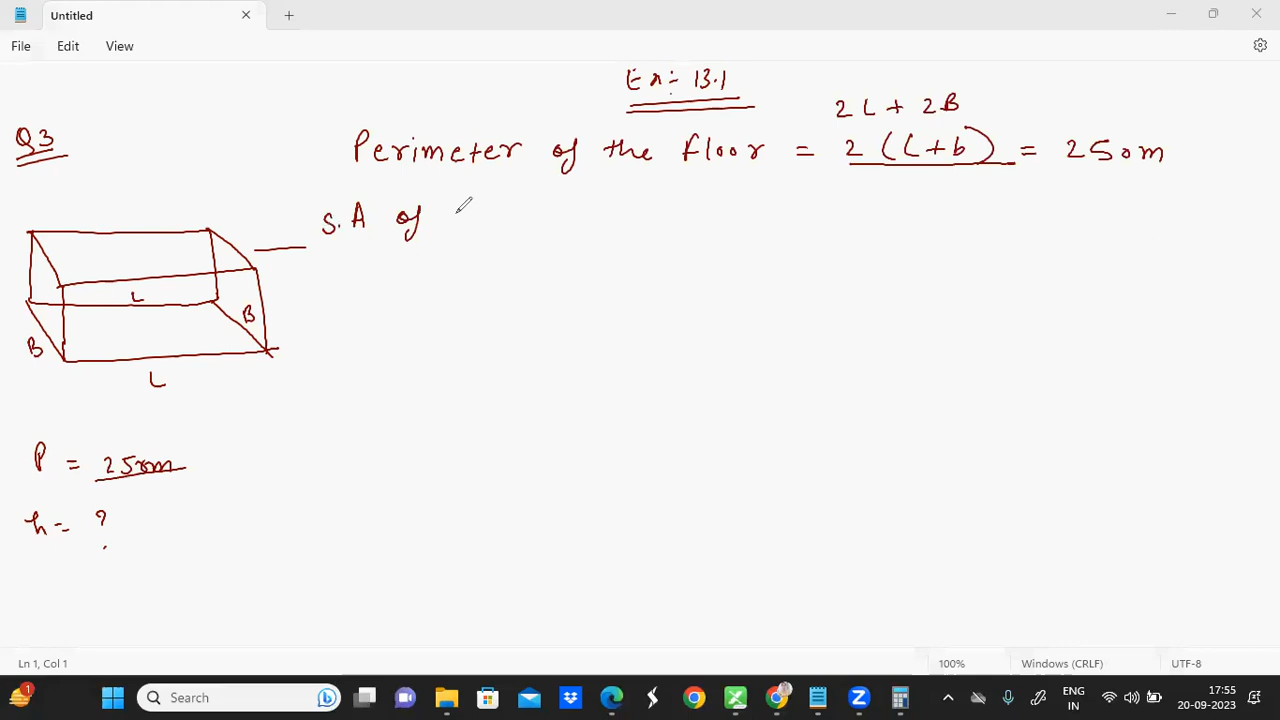 Untitled
File Edit View
Ex:- 13.1
2L + 2B
Q3
Perimeter of the floor = 2 (L+b) = 250m
S.A of
L
B
B
L
P = 250m
h = ?
Ln 1, Col 1
100%
Windows (CRLF)
UTF-8
1
Search
ENG
IN
17:55
20-09-2023